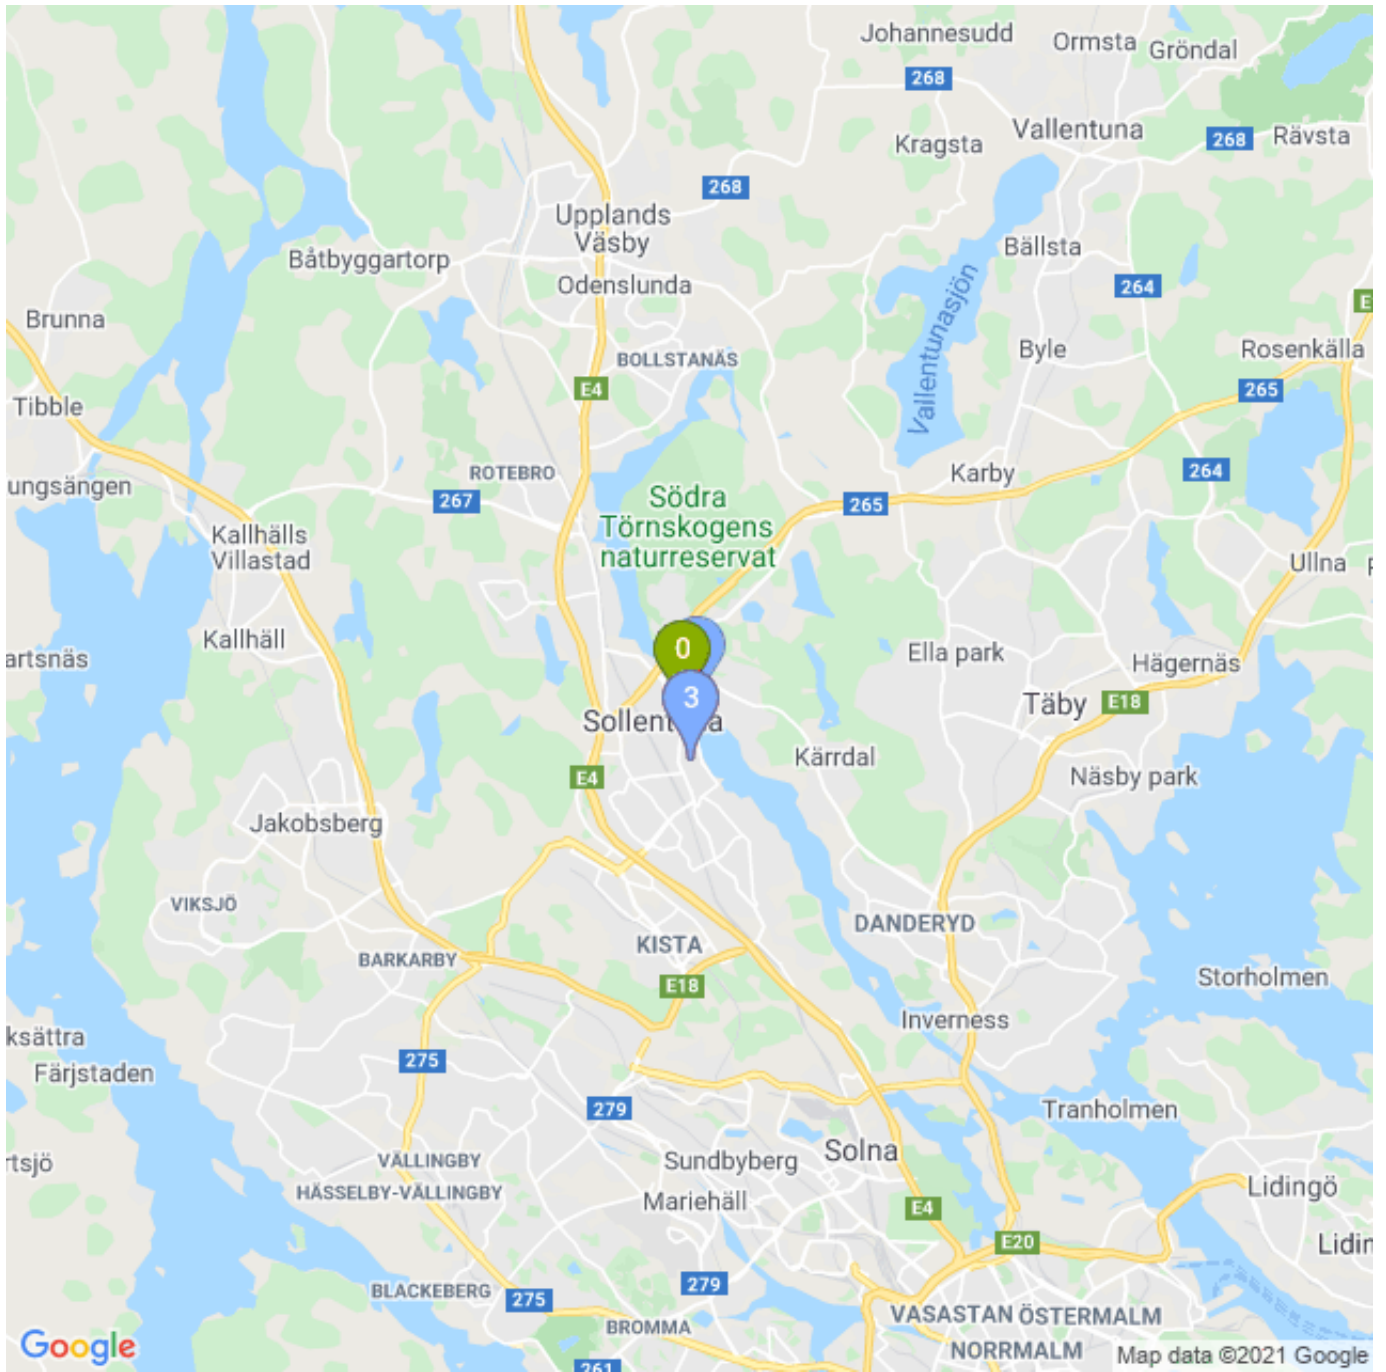 Johannesudd
Ormsta
Gröndal
268
Vallentuna
268
Rävsta
Kragsta
268
Upplands
Väsby
Bällsta
Båtbyggartorp
Odenslunda
264
Vallentunasjön
Brunna
E
BOLLSTANÄS
Byle
Rosenkälla
E4
265
Tibble
ROTEBRO
Karby
264
ungsängen
267
Södra
Törnskogens
naturreservat
265
Kallhälls
Villastad
Ullna
Kallhäll
0
Ella park
artsnäs
Hägernäs
3
Täby
E18
Sollentuna
Kärrdal
E4
Näsby park
Jakobsberg
VIKSJÖ
DANDERYD
KISTA
BARKARBY
E18
Storholmen
Inverness
ksättra
Färjstaden
275
279
Tranholmen
Solna
rtsjö
VÄLLINGBY
Sundbyberg
HÄSSELBY-VÄLLINGBY
Mariehäll
Lidingö
E4
E20
Lidin
279
BLACKEBERG
275
VASASTAN
ÖSTERMALM
BROMMA
NORRMALM
Google
261
Map data ©2021 Google